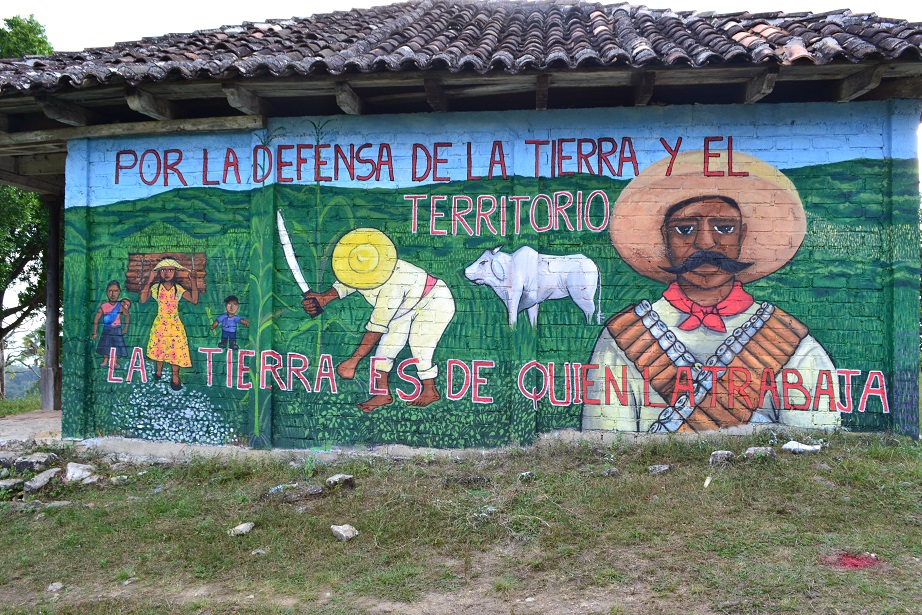 POR LA DEFENSA DE LA TIERRA Y EL
TERRITORIO
LA TIERRA ES DE QUIEN LA TRABAJA